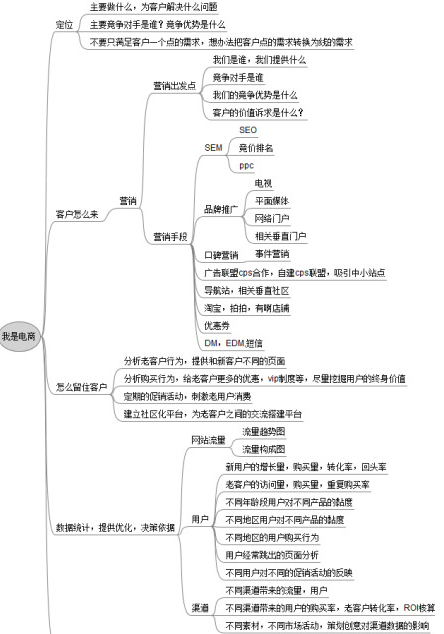 我是电商
定位
主要做什么，为客户解决什么问题
主要竞争对手是谁？竞争优势是什么
不要只满足客户一个点的需求，想办法把客户点的需求转换为线的需求
客户怎么来
营销
营销出发点
我们是谁，我们提供什么
竞争对手是谁
我们的竞争优势是什么
客户的价值诉求是什么？
营销手段
SEM
SEO
竞价排名
ppc
品牌推广
电视
平面媒体
网络门户
相关垂直门户
口碑营销
事件营销
广告联盟cps合作，自建cps联盟，吸引中小站点
导航站，相关垂直社区
淘宝，拍拍，有啊店铺
优惠券
DM，EDM,短信
怎么留住客户
分析老客户行为，提供和新客户不同的页面
分析购买行为，给老客户更多的优惠，vip制度等，尽量挖掘用户的终身价值
定期的促销活动，刺激老用户消费
建立社区化平台，为老客户之间的交流搭建平台
数据统计，提供优化，决策依据
网站流量
流量趋势图
流量构成图
用户
新用户的增长量，购买量，转化率，回头率
老客户的访问量，购买量，重复购买率
不同年龄段用户对不同产品的黏度
不同地区用户对不同产品的黏度
不同地区的用户购买行为
用户经常跳出的页面分析
不同用户对不同的促销活动的反映
渠道
不同渠道带来的流量，用户
不同渠道带来的用户的购买率，老客户转化率，ROI核算
不同素材，不同市场活动，策划创意对渠道数据的影响